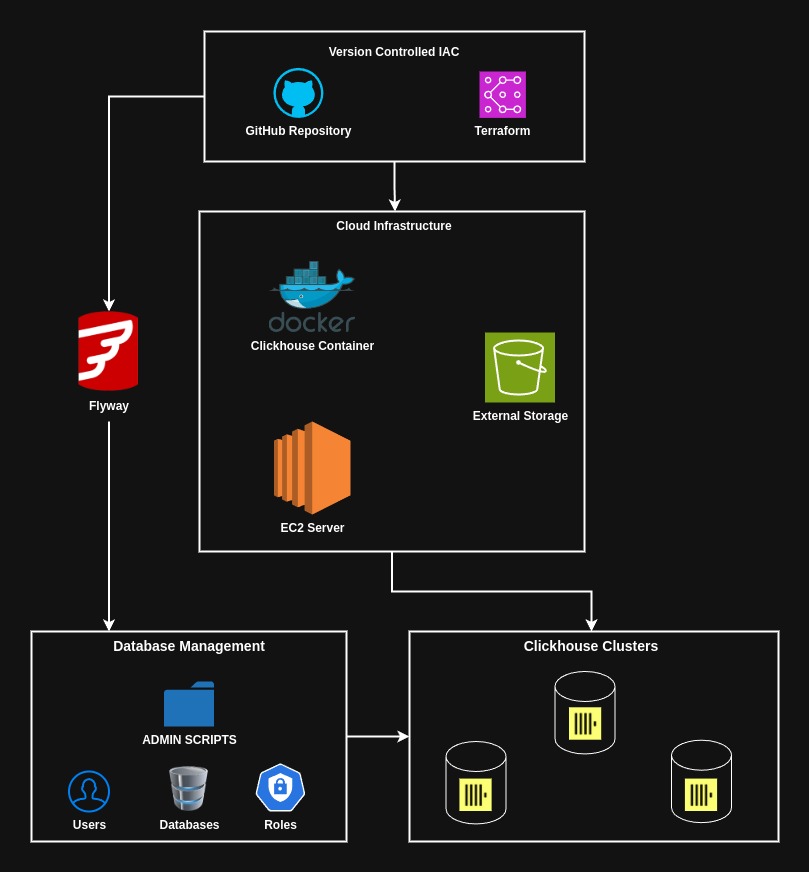 Version Controlled IAC
GitHub Repository
Terraform
Cloud Infrastructure
docker
Clickhouse Container
External Storage
Flyway
EC2 Server
Database Management
Clickhouse Clusters
ADMIN SCRIPTS
Users
Databases
Roles